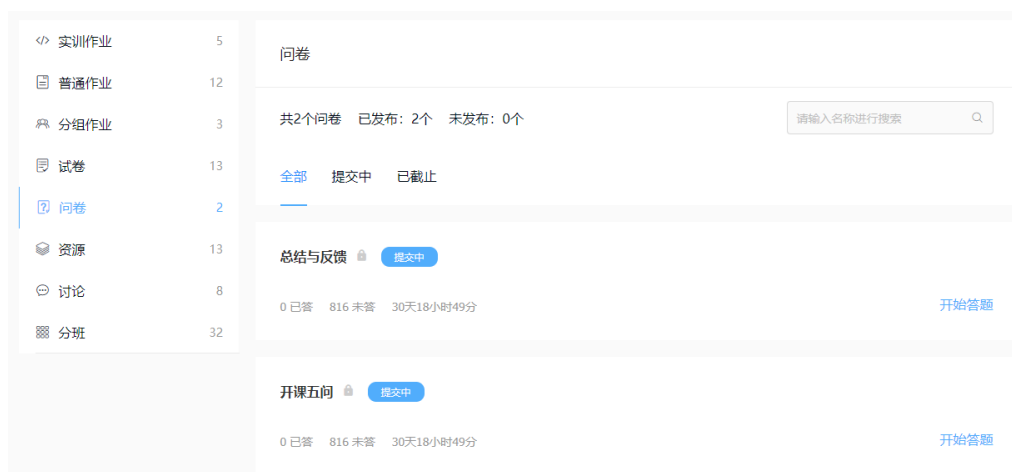 实训作业 5
普通作业 12
分组作业 3
试卷 13
问卷 2
资源 13
讨论 8
分班 32
问卷
共2个问卷 已发布：2个 未发布：0个
请输入名称进行搜索
全部 提交中 已截止
总结与反馈 提交中
0 已答 816 未答 30天18小时49分
开始答题
开课五问 提交中
0 已答 816 未答 30天18小时49分
开始答题